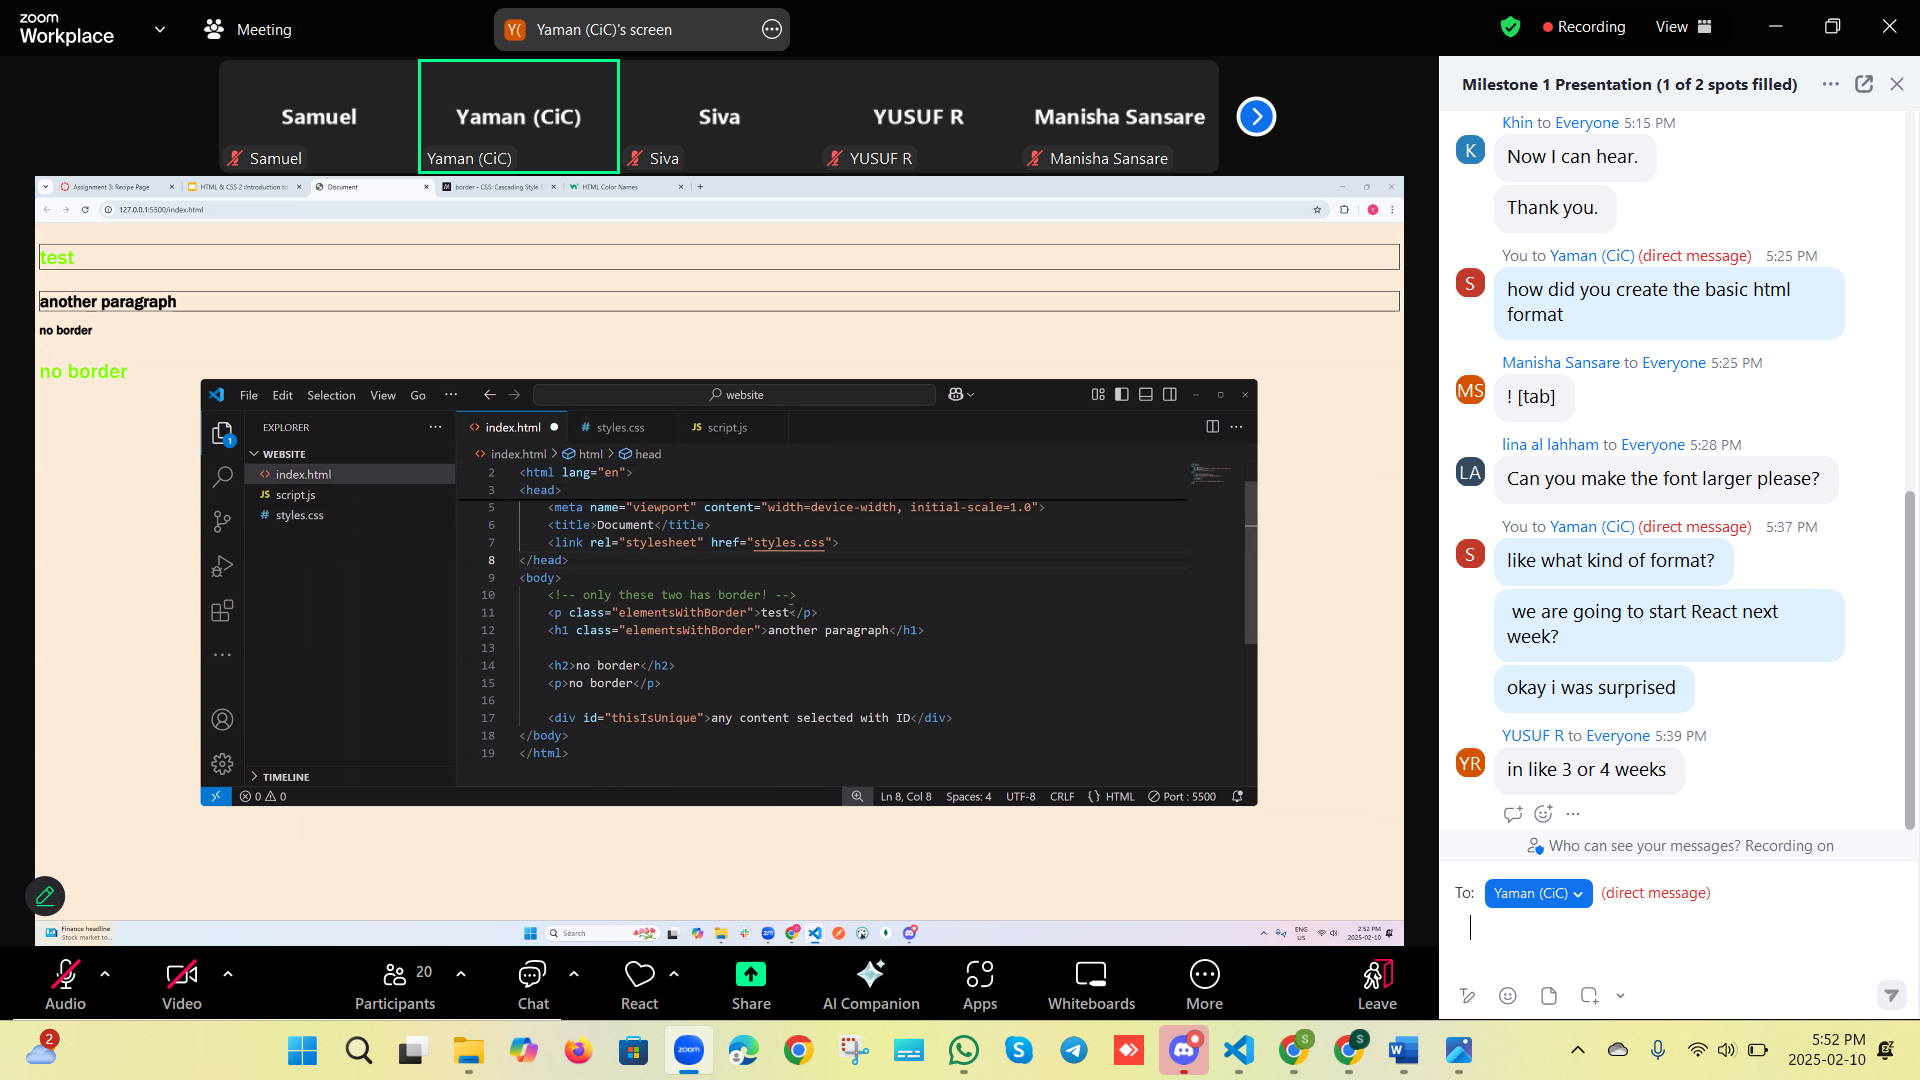 zoom
Workplace
Meeting
Y( Yaman (CiC)'s screen
Recording
View
Samuel
Yaman (CiC)
Siva
YUSUF R
Manisha Sansare
Samuel
Yaman (CiC)
Siva
YUSUF R
Manisha Sansare
Assignment 3: Recipe Page
HTML & CSS 2 :Introduction to
Document
border - CSS: Cascading Style
HTML Color Names
127.0.0.1:5500/index.html
test
another paragraph
no border
no border
File Edit Selection View Go
website
EXPLORER
1
WEBSITE
index.html
JS script.js
# styles.css
TIMELINE
index.html
# styles.css
JS script.js
index.html > html > head
2 <html lang="en">
3 <head>
5 <meta name="viewport" content="width=device-width, initial-scale=1.0">
6 <title>Document</title>
7 <link rel="stylesheet" href="styles.css">
8 </head>
9 <body>
10 <!-- only these two has border! -->
11 <p class="elementsWithBorder">test</p>
12 <h1 class="elementsWithBorder">another paragraph</h1>
13
14 <h2>no border</h2>
15 <p>no border</p>
16
17 <div id="thisIsUnique">any content selected with ID</div>
18 </body>
19 </html>
0 0
Ln 8, Col 8 Spaces: 4 UTF-8 CRLF {} HTML Port : 5500
Finance headline
Stock market to...
Search
ENG
US
2:52 PM
2025-02-10
Milestone 1 Presentation (1 of 2 spots filled)
Khin to Everyone 5:15 PM
K
Now I can hear.
Thank you.
You to Yaman (CiC) (direct message) 5:25 PM
S
how did you create the basic html
format
Manisha Sansare to Everyone 5:25 PM
MS
! [tab]
lina al lahham to Everyone 5:28 PM
LA
Can you make the font larger please?
You to Yaman (CiC) (direct message) 5:37 PM
S
like what kind of format?
we are going to start React next
week?
okay i was surprised
YUSUF R to Everyone 5:39 PM
YR
in like 3 or 4 weeks
Who can see your messages? Recording on
To: Yaman (CiC) (direct message)
Audio
Video
Participants
20
Chat
React
Share
AI Companion
Apps
Whiteboards
More
Leave
2
zoom
S
S
W
5:52 PM
2025-02-10